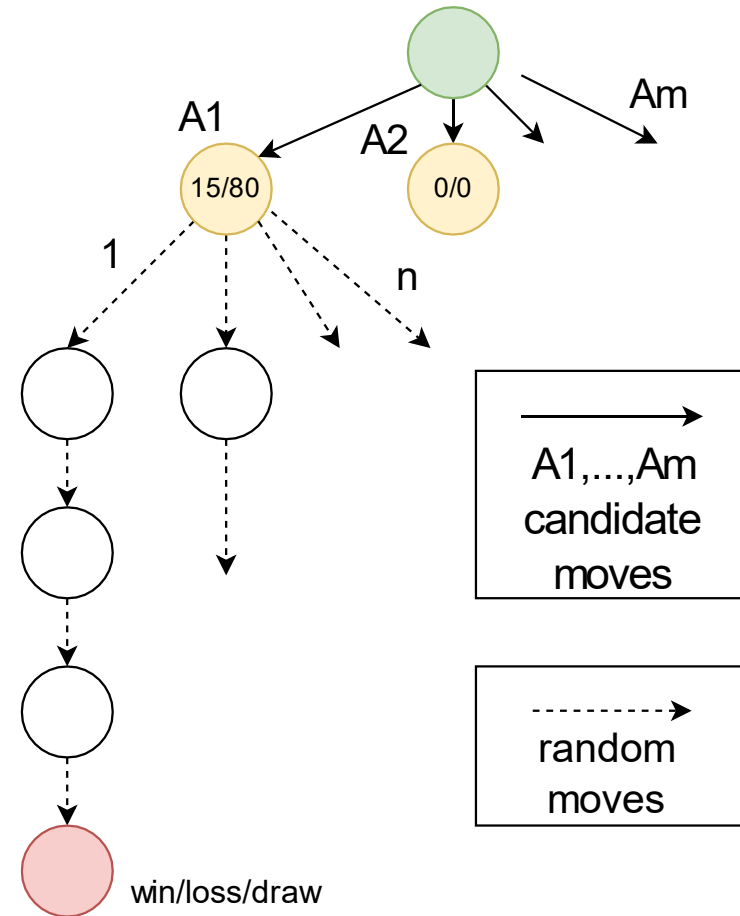 Am
A1
A2
15/80
0/0
1
n
A1,...,Am
candidate
moves
random
moves
win/loss/draw